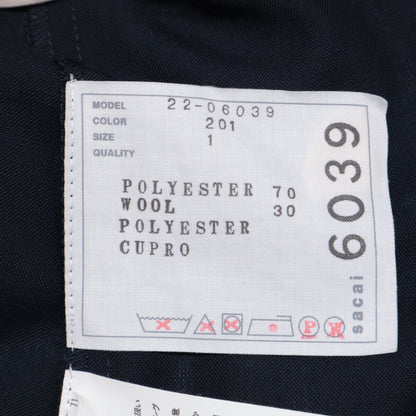 MODEL 22-06039
COLOR 201
SIZE 1
QUALITY
POLYESTER 70
WOOL 30
POLYESTER
CUPRO
P W
sacai 6039